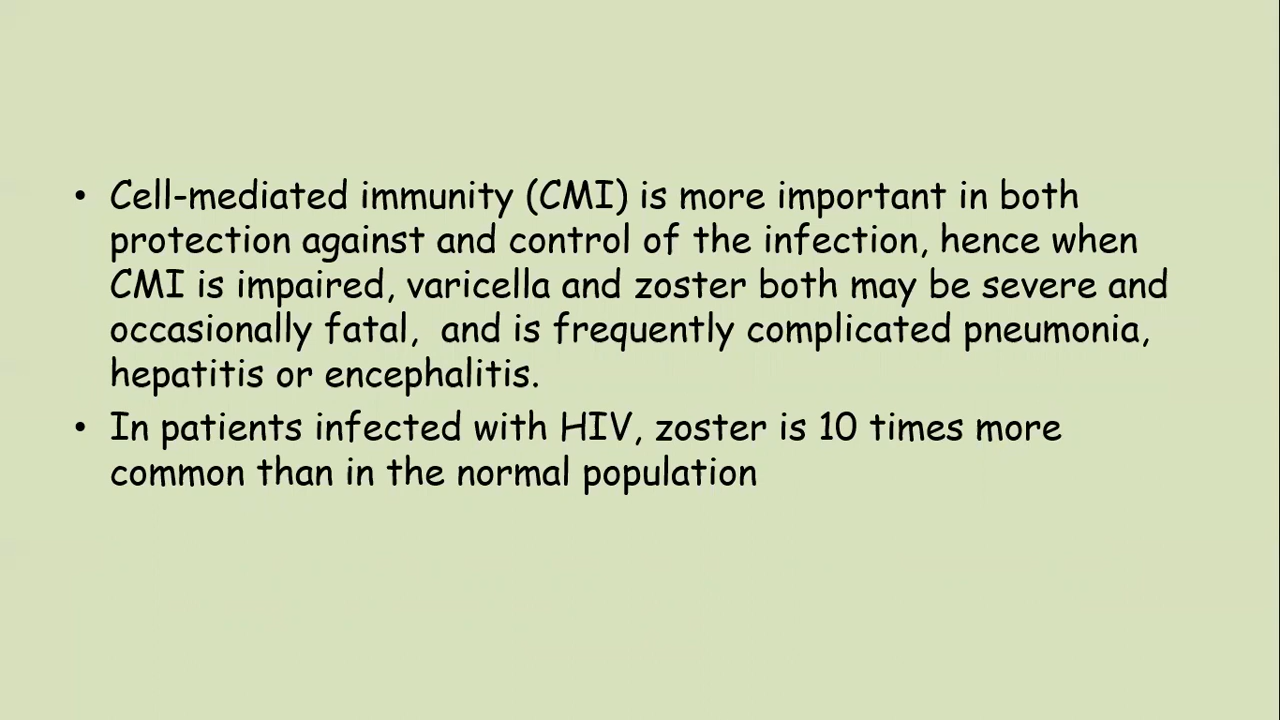 • Cell-mediated immunity (CMI) is more important in both
protection against and control of the infection, hence when
CMI is impaired, varicella and zoster both may be severe and
occasionally fatal,  and is frequently complicated pneumonia,
hepatitis or encephalitis.
• In patients infected with HIV, zoster is 10 times more
common than in the normal population